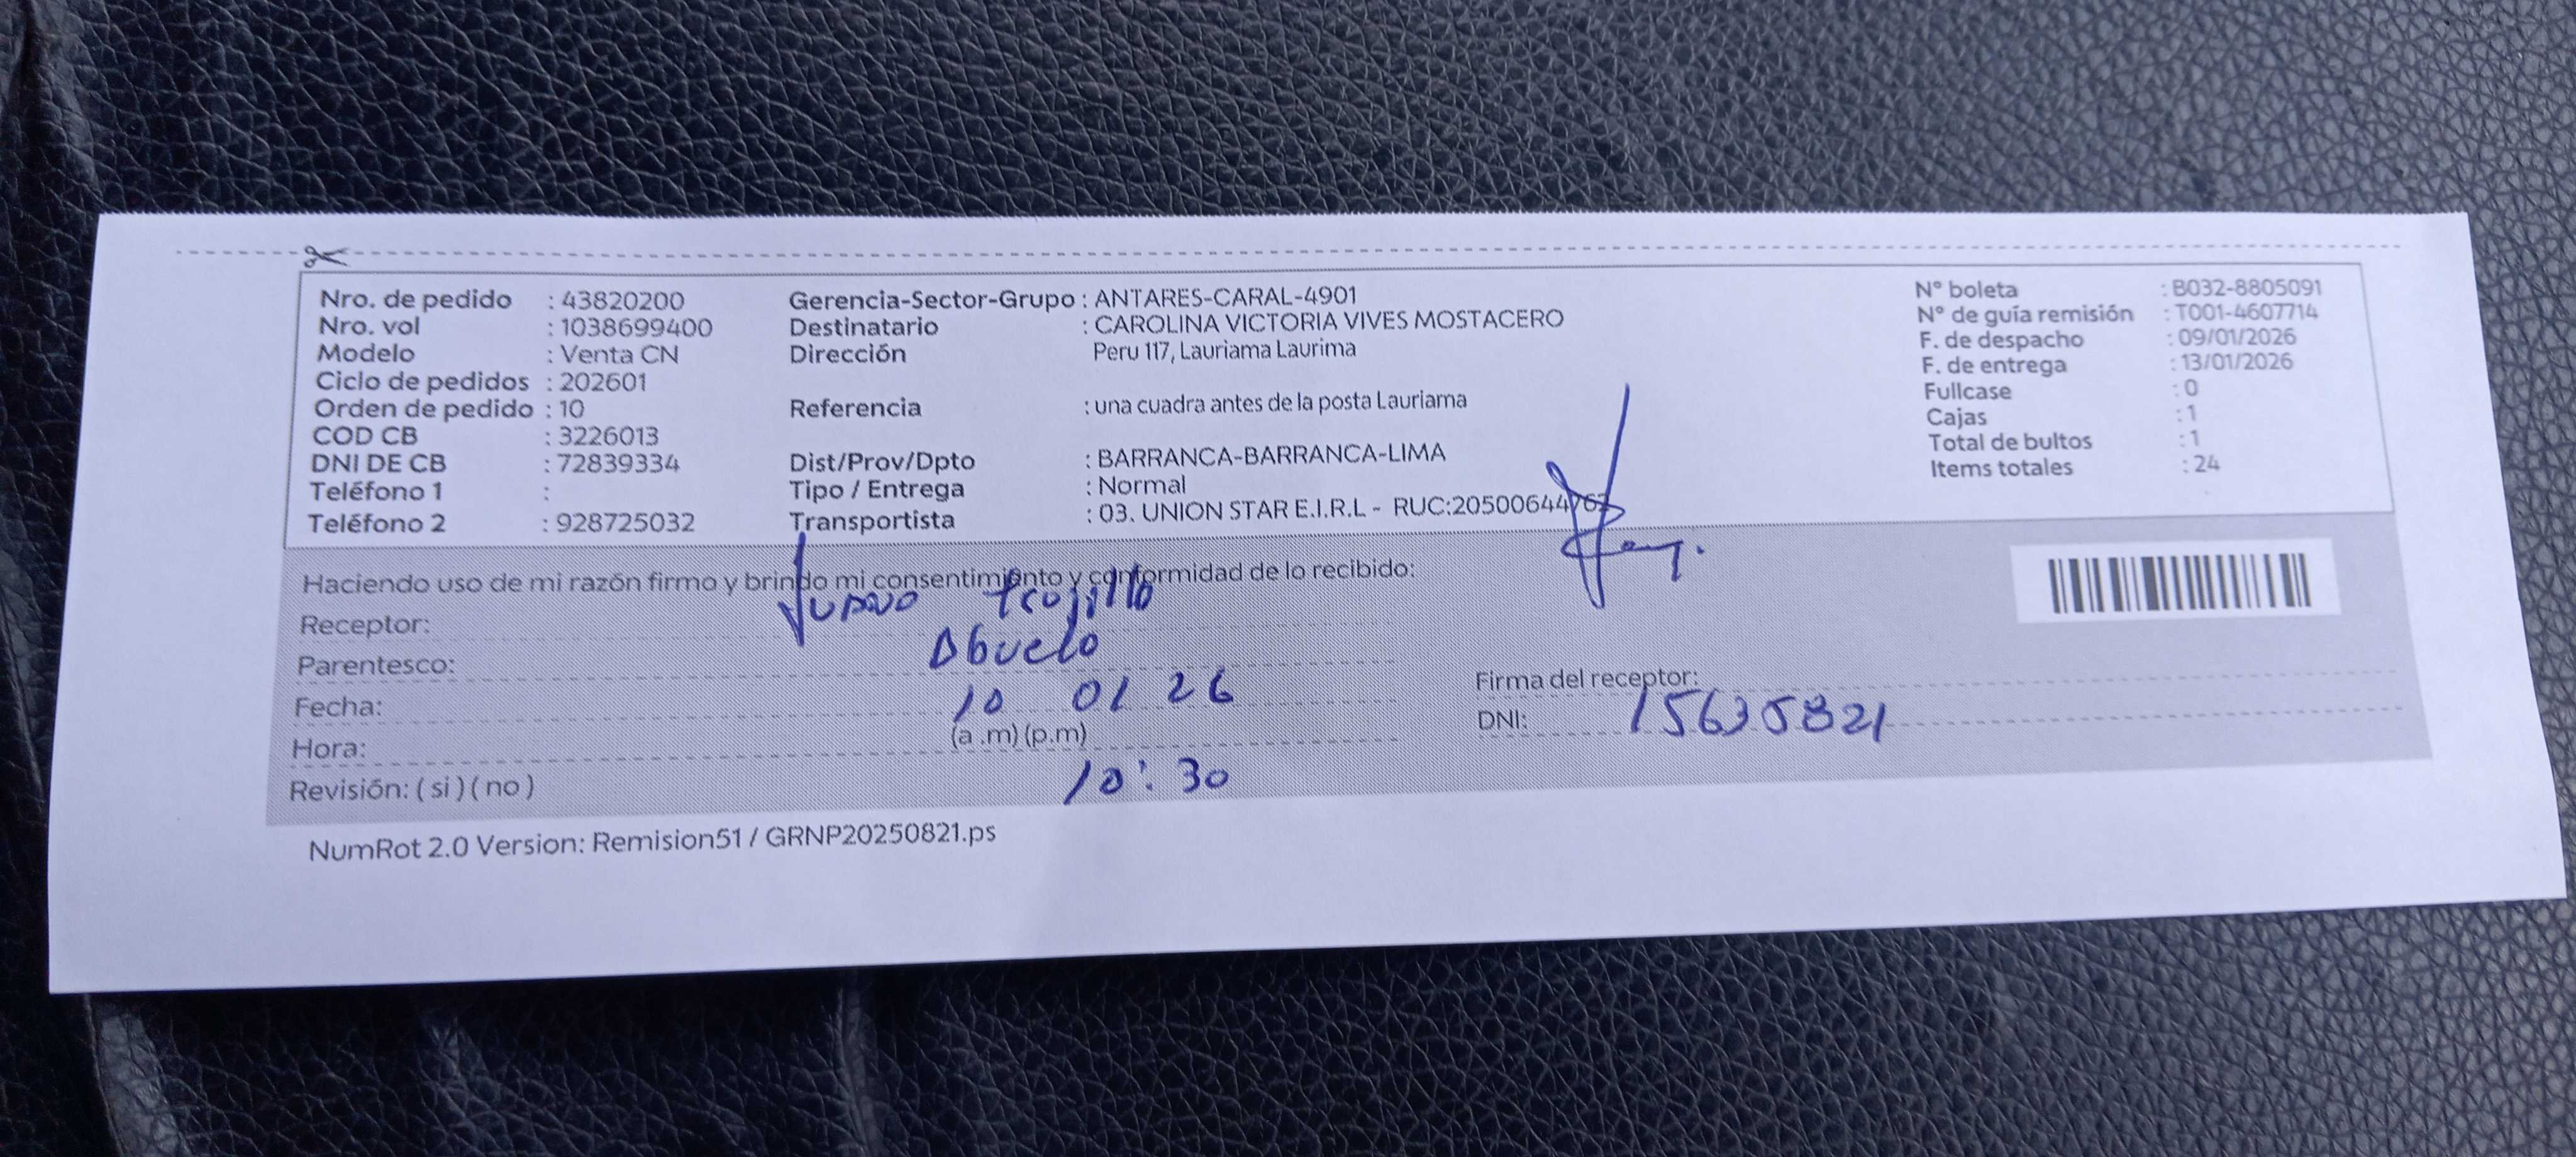 Nro. de pedido : 43820200
Nro. vol : 1038699400
Modelo : Venta CN
Ciclo de pedidos : 202601
Orden de pedido : 10
COD CB : 3226013
DNI DE CB : 72839334
Teléfono 1 :
Teléfono 2 : 928725032
Gerencia-Sector-Grupo : ANTARES-CARAL-4901
Destinatario : CAROLINA VICTORIA VIVES MOSTACERO
Dirección Peru 117, Lauriama Laurima
Referencia : una cuadra antes de la posta Lauriama
Dist/Prov/Dpto : BARRANCA-BARRANCA-LIMA
Tipo / Entrega : Normal
Transportista : 03. UNION STAR E.I.R.L - RUC:20500644762
N° boleta : B032-8805091
N° de guía remisión : T001-4607714
F. de despacho : 09/01/2026
F. de entrega : 13/01/2026
Fullcase : 0
Cajas : 1
Total de bultos : 1
Items totales : 24
Haciendo uso de mi razón firmo y brindo mi consentimiento y conformidad de lo recibido:
Receptor: Trujillo
Parentesco: Abuelo
Fecha: 10 01 26
Hora: (a .m) (p.m)
10:30
Revisión: ( si ) ( no )
Firma del receptor:
DNI: 15635821
NumRot 2.0 Version: Remision51 / GRNP20250821.ps